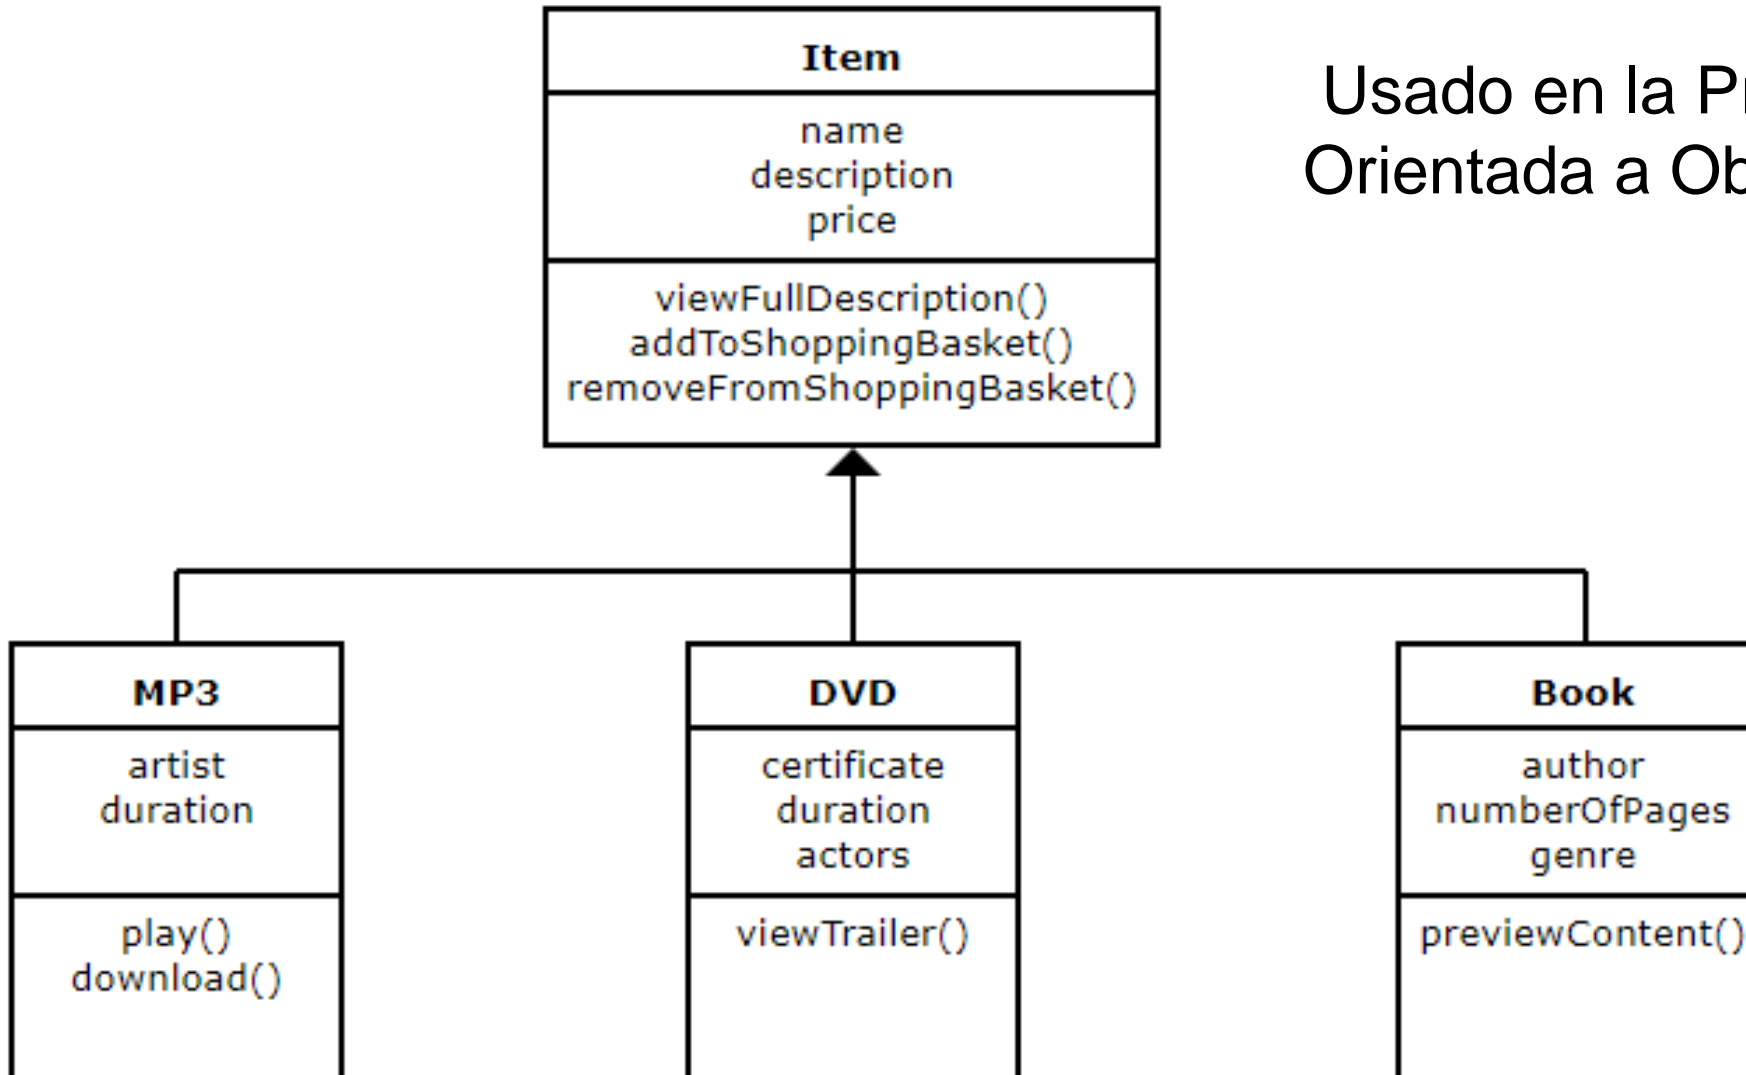 Item
name
description
price
viewFullDescription()
addToShoppingBasket()
removeFromShoppingBasket()
Usado en la
Orientada a
MP3
artist
duration
play()
download()
DVD
certificate
duration
actors
viewTrailer()
Book
author
numberOfPages
genre
previewContent()